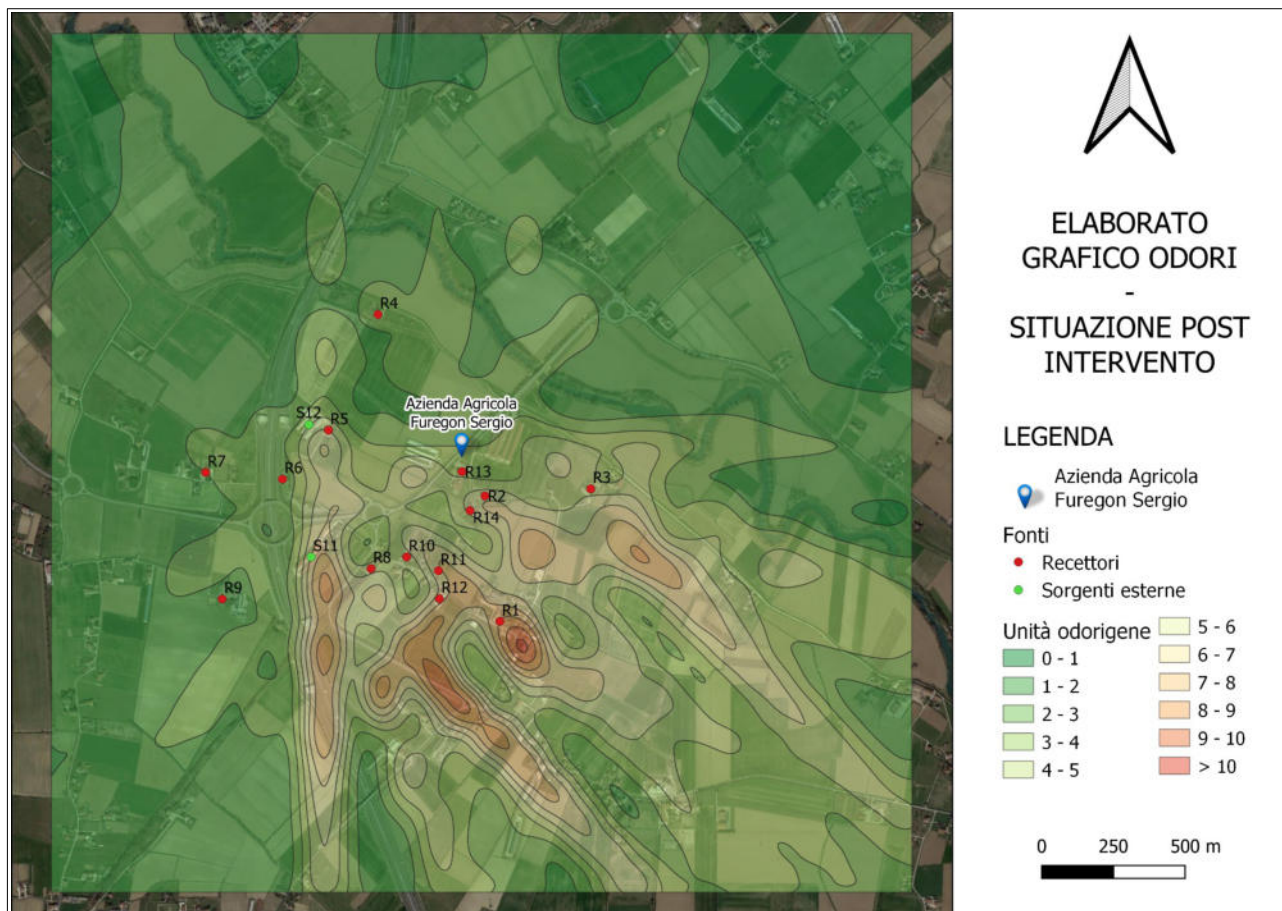 ELABORATO
GRAFICO ODORI
-
SITUAZIONE POST
INTERVENTO
LEGENDA
Azienda Agricola
Furegon Sergio
Fonti
Recettori
Sorgenti esterne
Unità odorigene
0 - 1
1 - 2
2 - 3
3 - 4
4 - 5
5 - 6
6 - 7
7 - 8
8 - 9
9 - 10
> 10
0 250 500 m
R4
Azienda Agricola
Furegon Sergio
S12
R5
R7
R6
R13
R3
R2
R14
S11
R8
R10
R11
R9
R12
R1